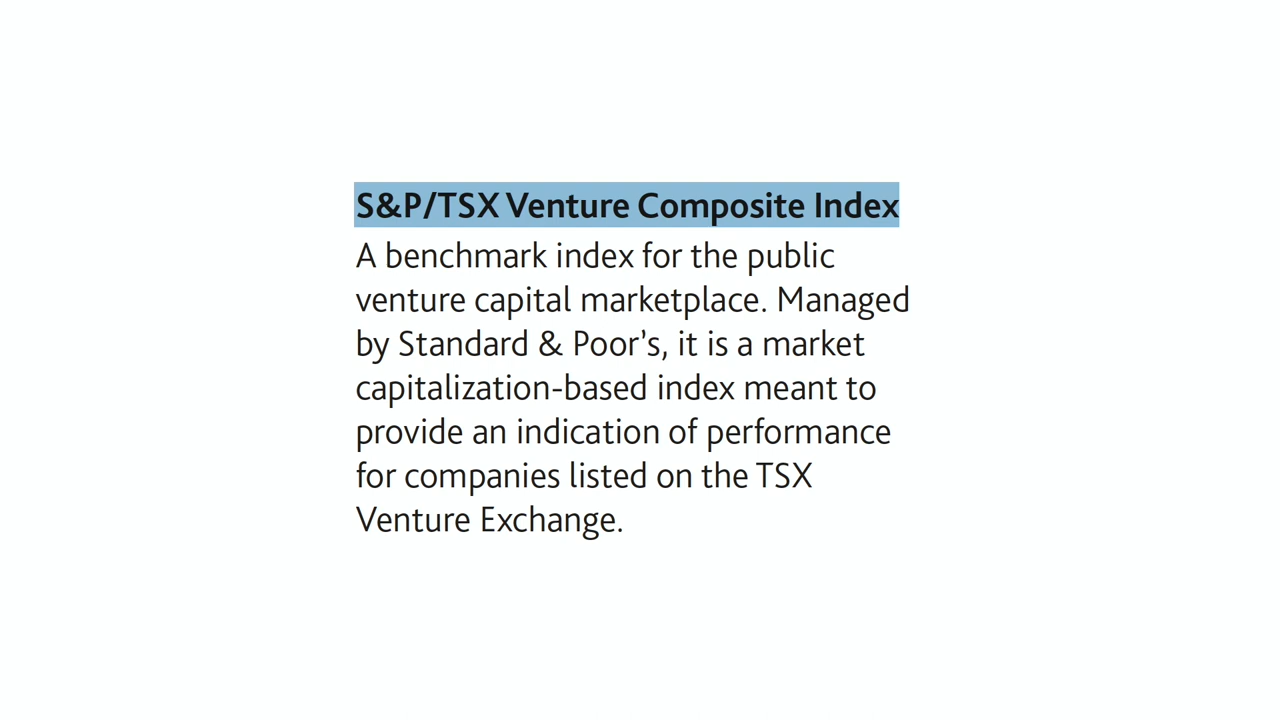 S&P/TSX Venture Composite Index
A benchmark index for the public
venture capital marketplace. Managed
by Standard & Poor’s, it is a market
capitalization-based index meant to
provide an indication of performance
for companies listed on the TSX
Venture Exchange.